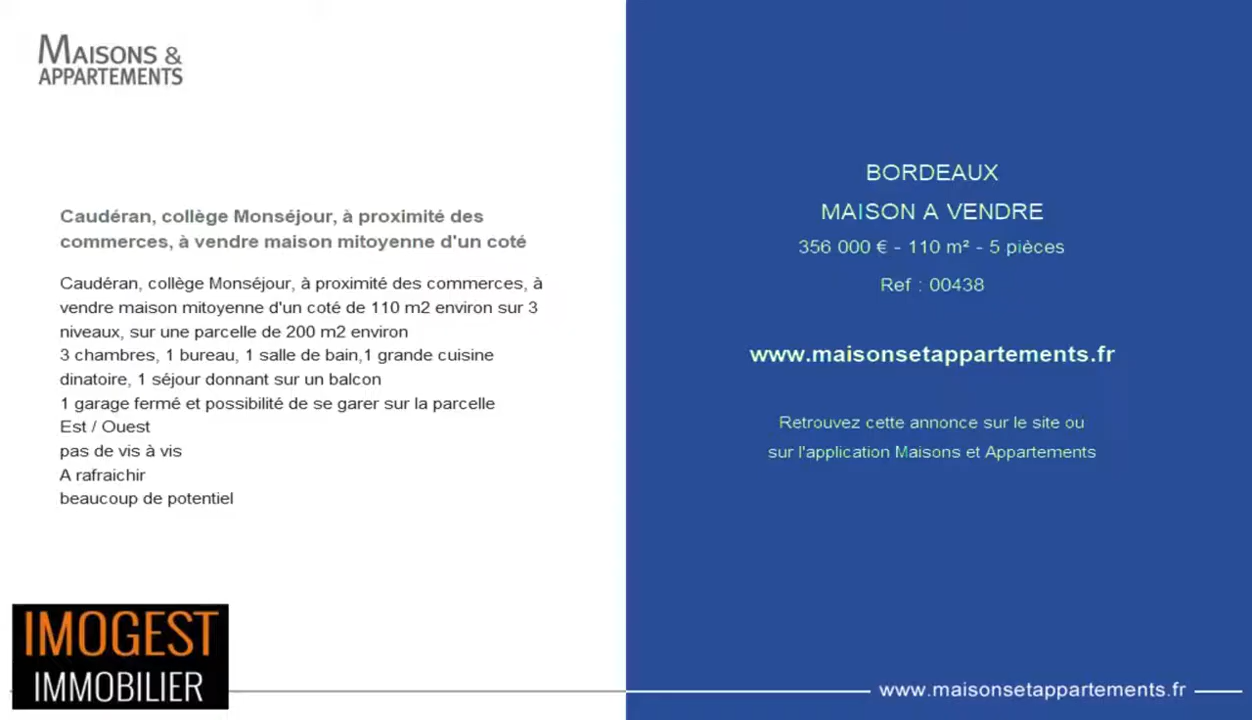 MAISONS &
APPARTEMENTS
Caudéran, collège Monséjour, à proximité des
commerces, à vendre maison mitoyenne d'un coté
Caudéran, collège Monséjour, à proximité des commerces, à
vendre maison mitoyenne d'un coté de 110 m2 environ sur 3
niveaux, sur une parcelle de 200 m2 environ
3 chambres, 1 bureau, 1 salle de bain,1 grande cuisine
dinatoire, 1 séjour donnant sur un balcon
1 garage fermé et possibilité de se garer sur la parcelle
Est / Ouest
pas de vis à vis
A rafraichir
beaucoup de potentiel
IMOGEST
IMMOBILIER
BORDEAUX
MAISON A VENDRE
356 000 € - 110 m² - 5 pièces
Ref : 00438
www.maisonsetappartements.fr
Retrouvez cette annonce sur le site ou
sur l'application Maisons et Appartements
www.maisonsetappartements.fr